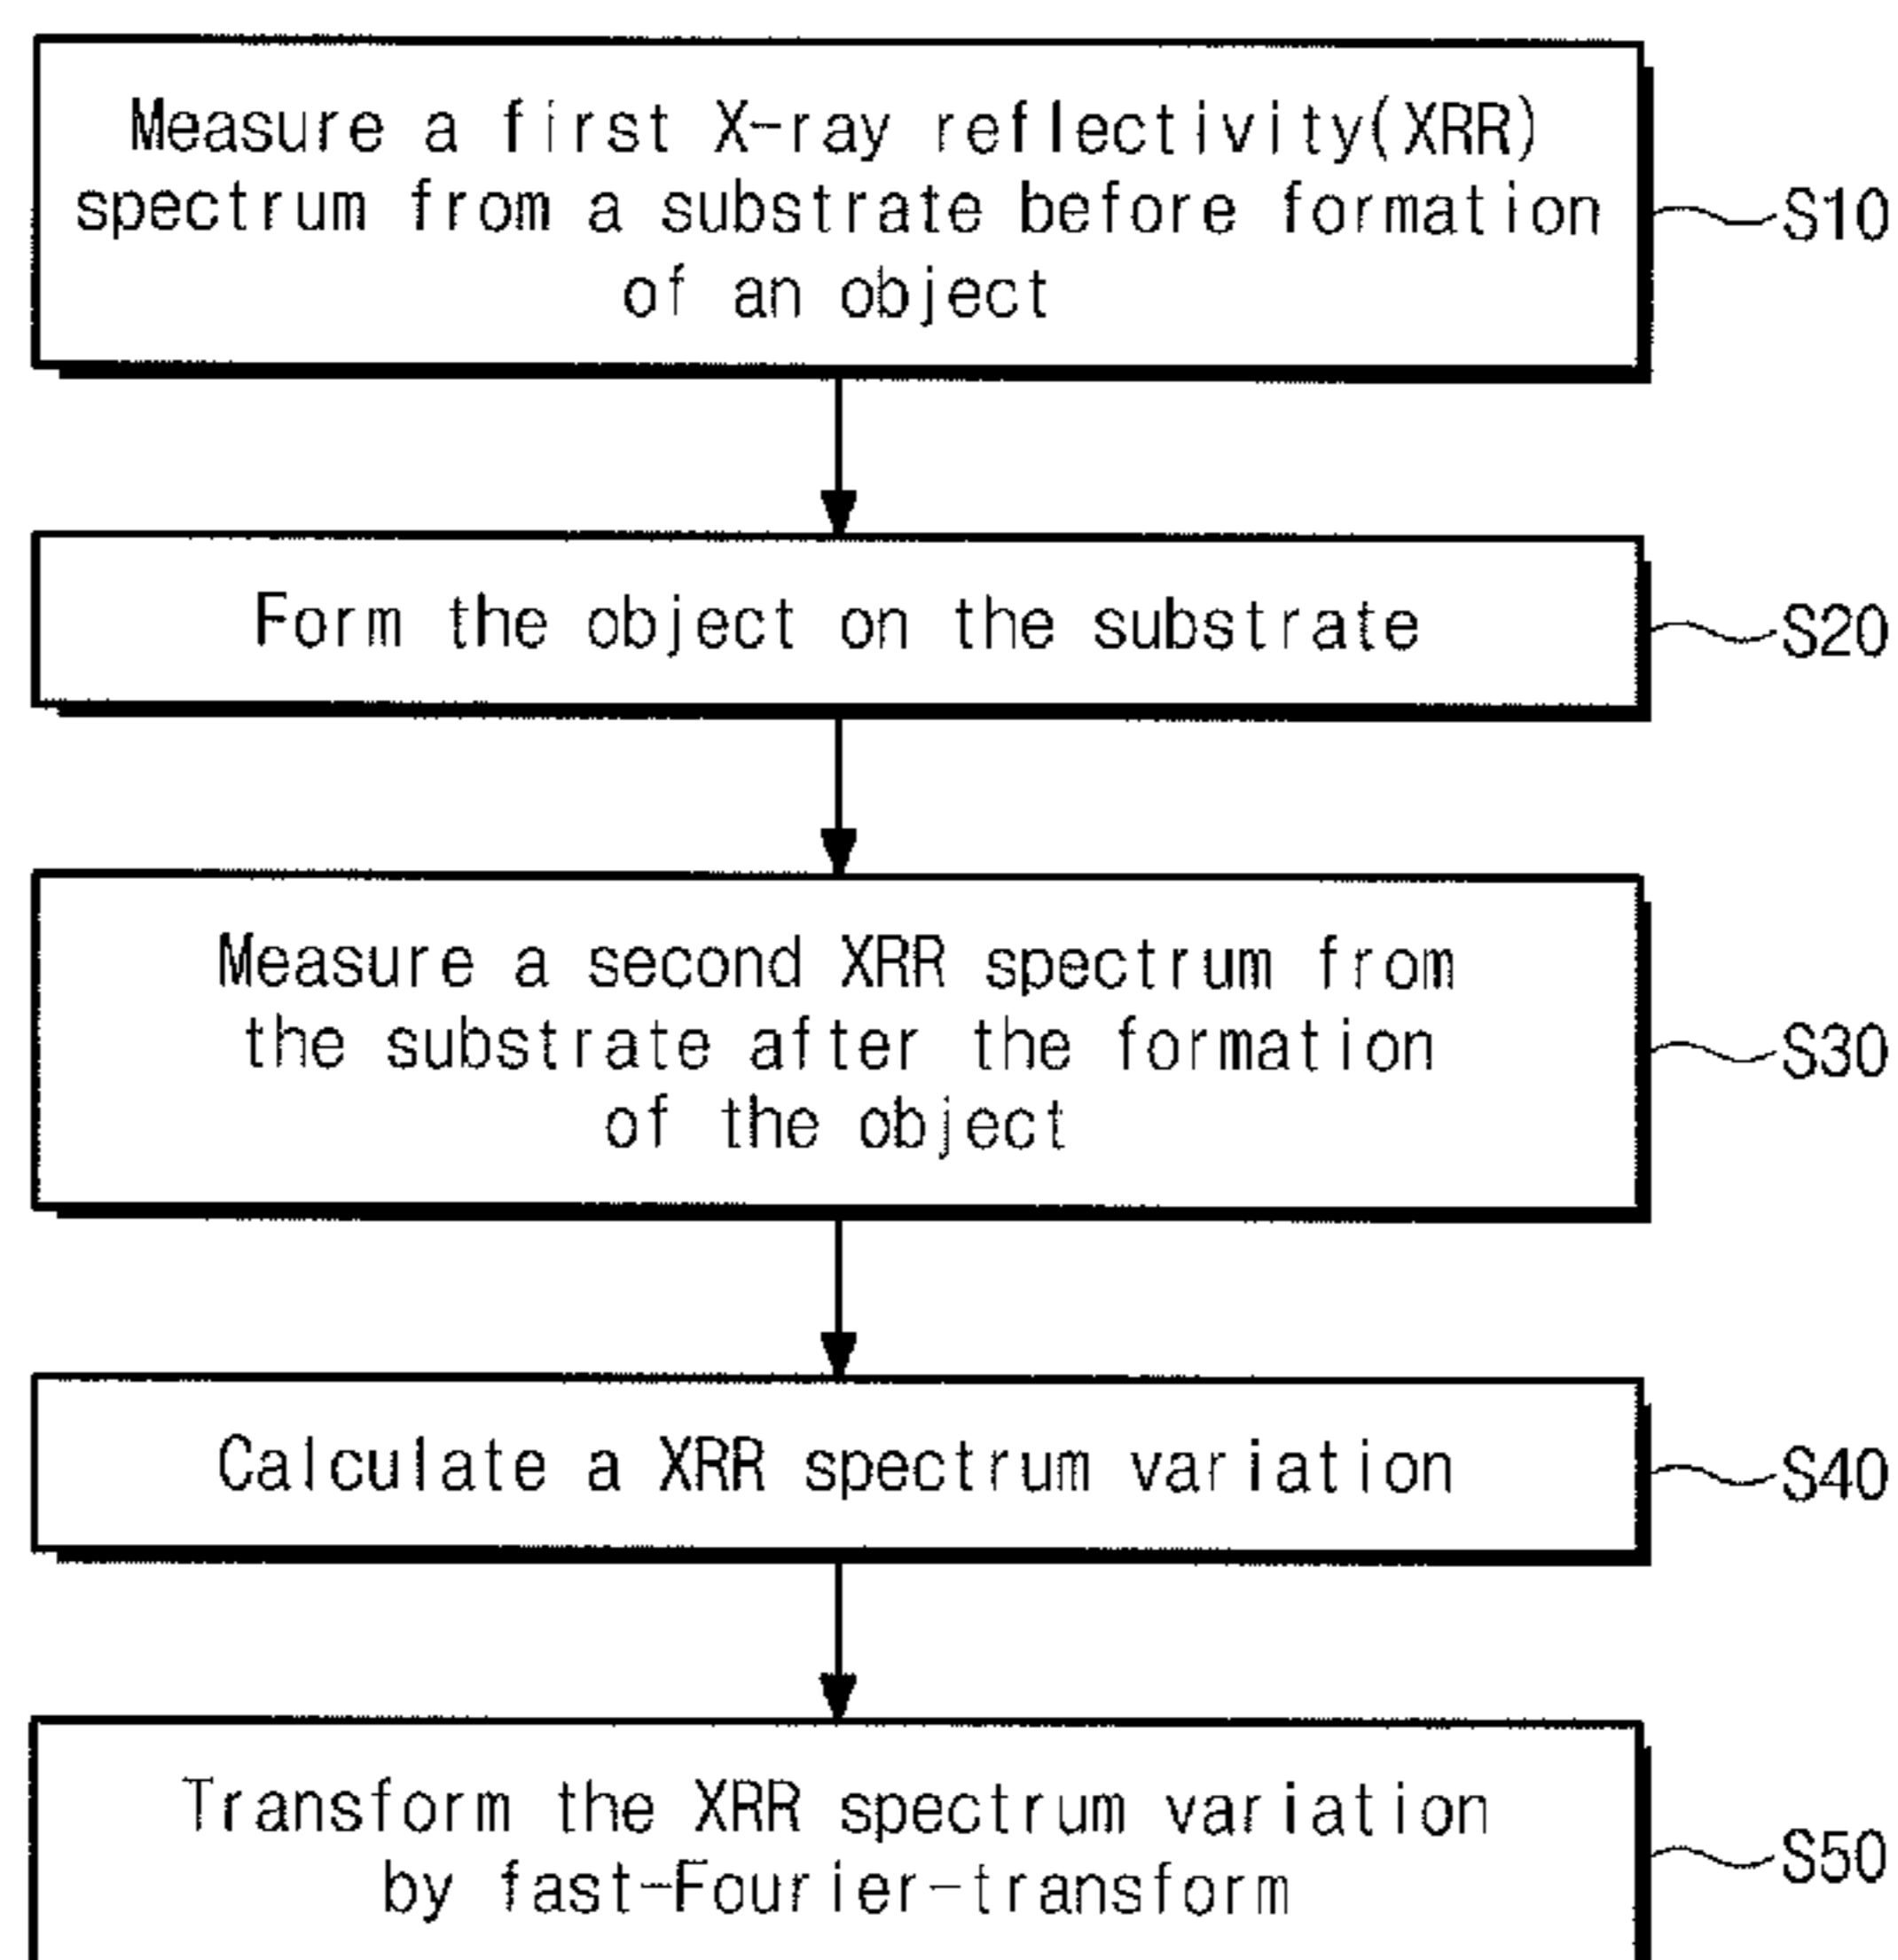 Measure a first X-ray reflectivity(XRR)
spectrum from a substrate before formation
of an object
S10
Form the object on the substrate
S20
Measure a second XRR spectrum from
the substrate after the formation
of the object
S30
Calculate a XRR spectrum variation
S40
Transform the XRR spectrum variation
by fast-Fourier-transform
S50